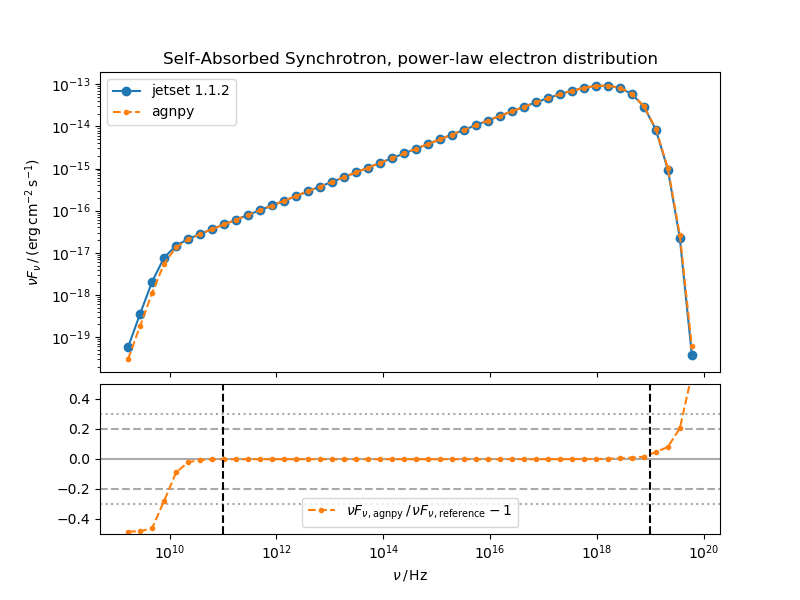 Self-Absorbed Synchrotron, power-law electron distribution
jetset 1.1.2
agnpy
νFν / (erg cm⁻² s⁻¹)
10⁻¹³
10⁻¹⁴
10⁻¹⁵
10⁻¹⁶
10⁻¹⁷
10⁻¹⁸
10⁻¹⁹
0.4
0.2
0.0
−0.2
−0.4
νFν, agnpy / νFν, reference − 1
10¹⁰ 10¹² 10¹⁴ 10¹⁶ 10¹⁸ 10²⁰
ν / Hz